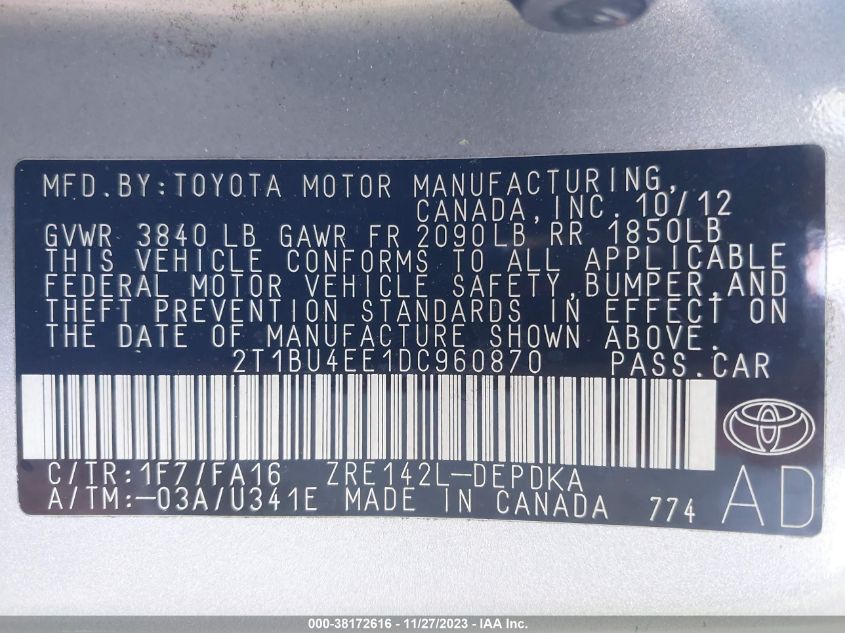 MFD.BY:TOYOTA MOTOR MANUFACTURING,
CANADA,INC. 10/12
GVWR 3840 LB GAWR FR 2090LB RR 1850LB
THIS VEHICLE CONFORMS TO ALL APPLICABLE
FEDERAL MOTOR VEHICLE SAFETY,BUMPER,AND
THEFT PREVENTION STANDARDS IN EFFECT ON
THE DATE OF MANUFACTURE SHOWN ABOVE.
2T1BU4EE1DC960870 PASS.CAR
C/TR:1F7/FA16 ZRE142L-DEPDKA
A/TM:-03A/U341E MADE IN CANADA 774
AD
000-38172616 - 11/27/2023 - IAA Inc.